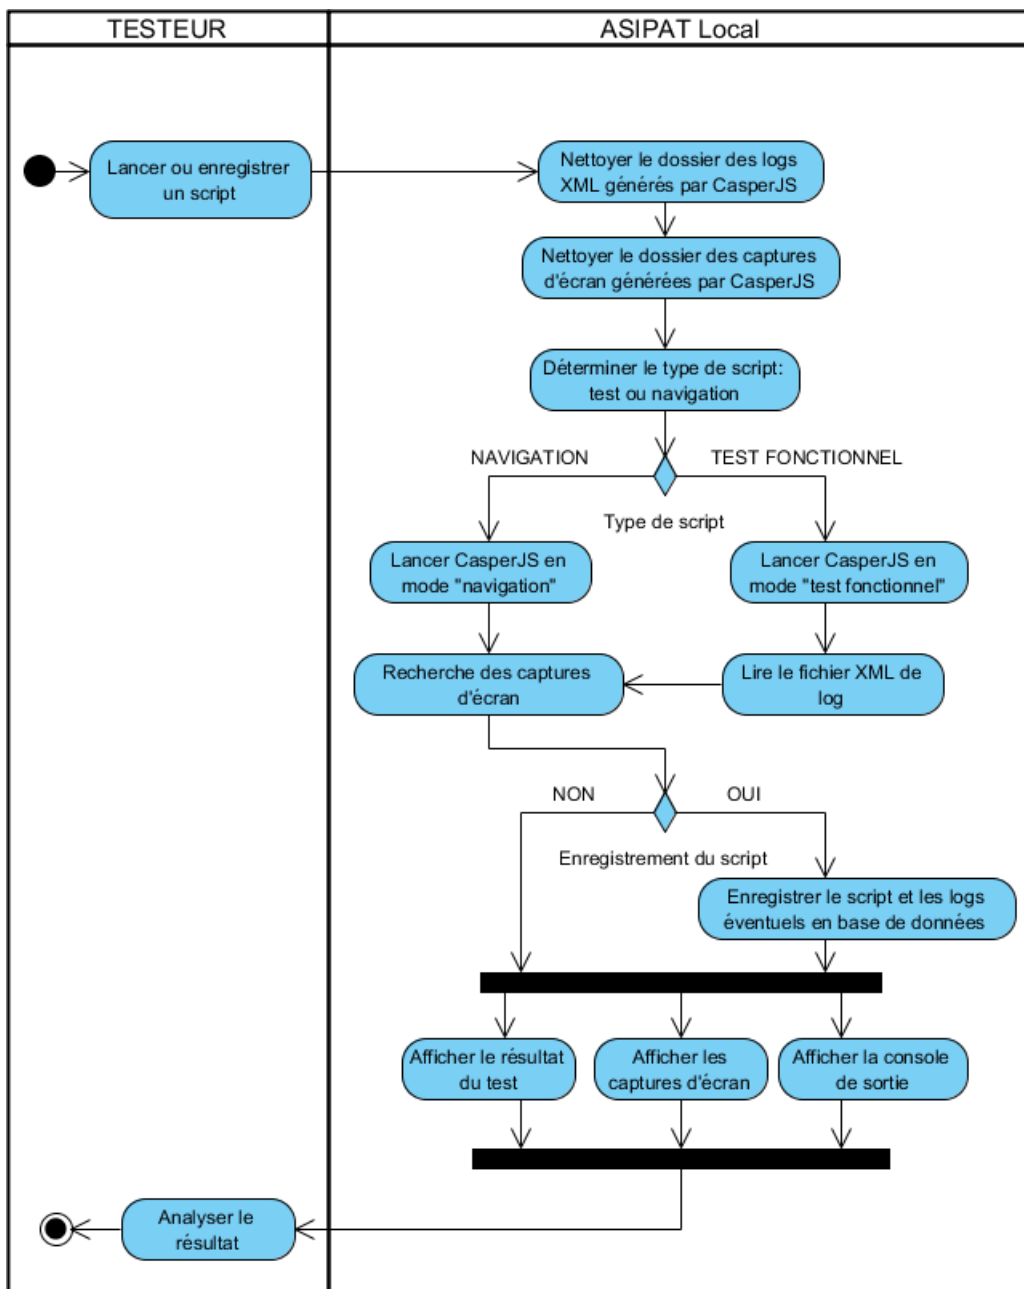 TESTEUR
ASIPAT Local
Lancer ou enregistrer
un script
Nettoyer le dossier des logs
XML générés par CasperJS
Nettoyer le dossier des captures
d'écran générées par CasperJS
Déterminer le type de script:
test ou navigation
NAVIGATION
TEST FONCTIONNEL
Type de script
Lancer CasperJS en
mode "navigation"
Lancer CasperJS en
mode "test fonctionnel"
Recherche des captures
d'écran
Lire le fichier XML de
log
NON
OUI
Enregistrement du script
Enregistrer le script et les logs
éventuels en base de données
Afficher le résultat
du test
Afficher les
captures d'écran
Afficher la console
de sortie
Analyser le
résultat